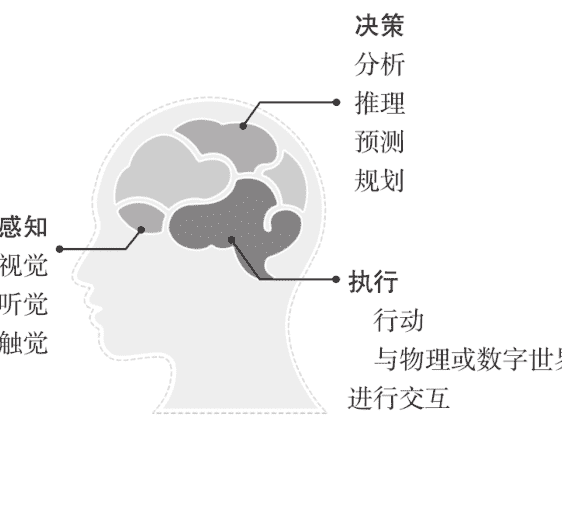 决策
分析
推理
预测
规划
感知
视觉
听觉
触觉
执行
行动
与物理或数字世
进行交互